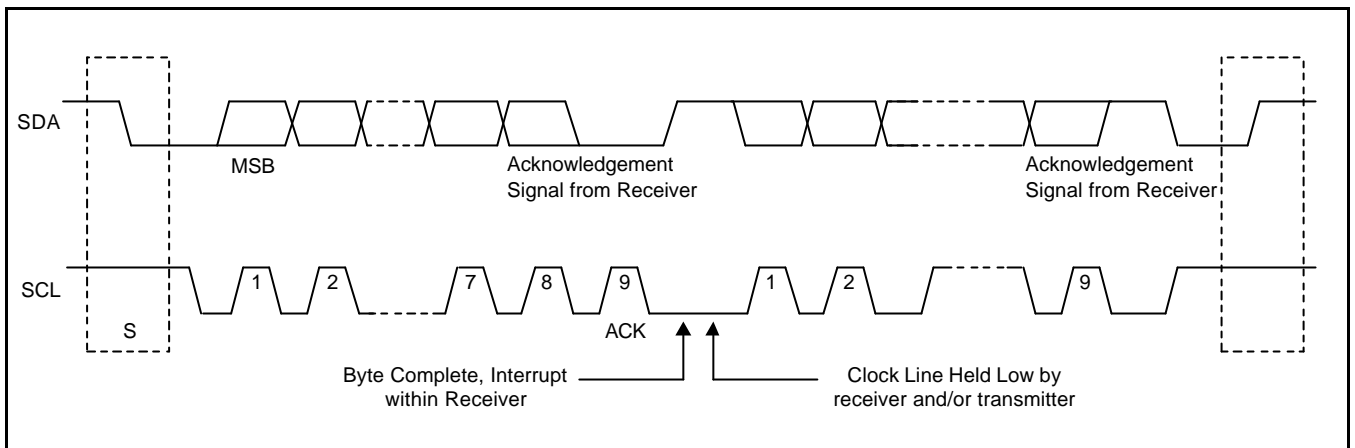 SDA
MSB
Acknowledgement
Signal from Receiver
Acknowledgement
Signal from Receiver
SCL
1
2
7
8
9
1
2
9
S
ACK
Byte Complete, Interrupt
within Receiver
Clock Line Held Low by
receiver and/or transmitter